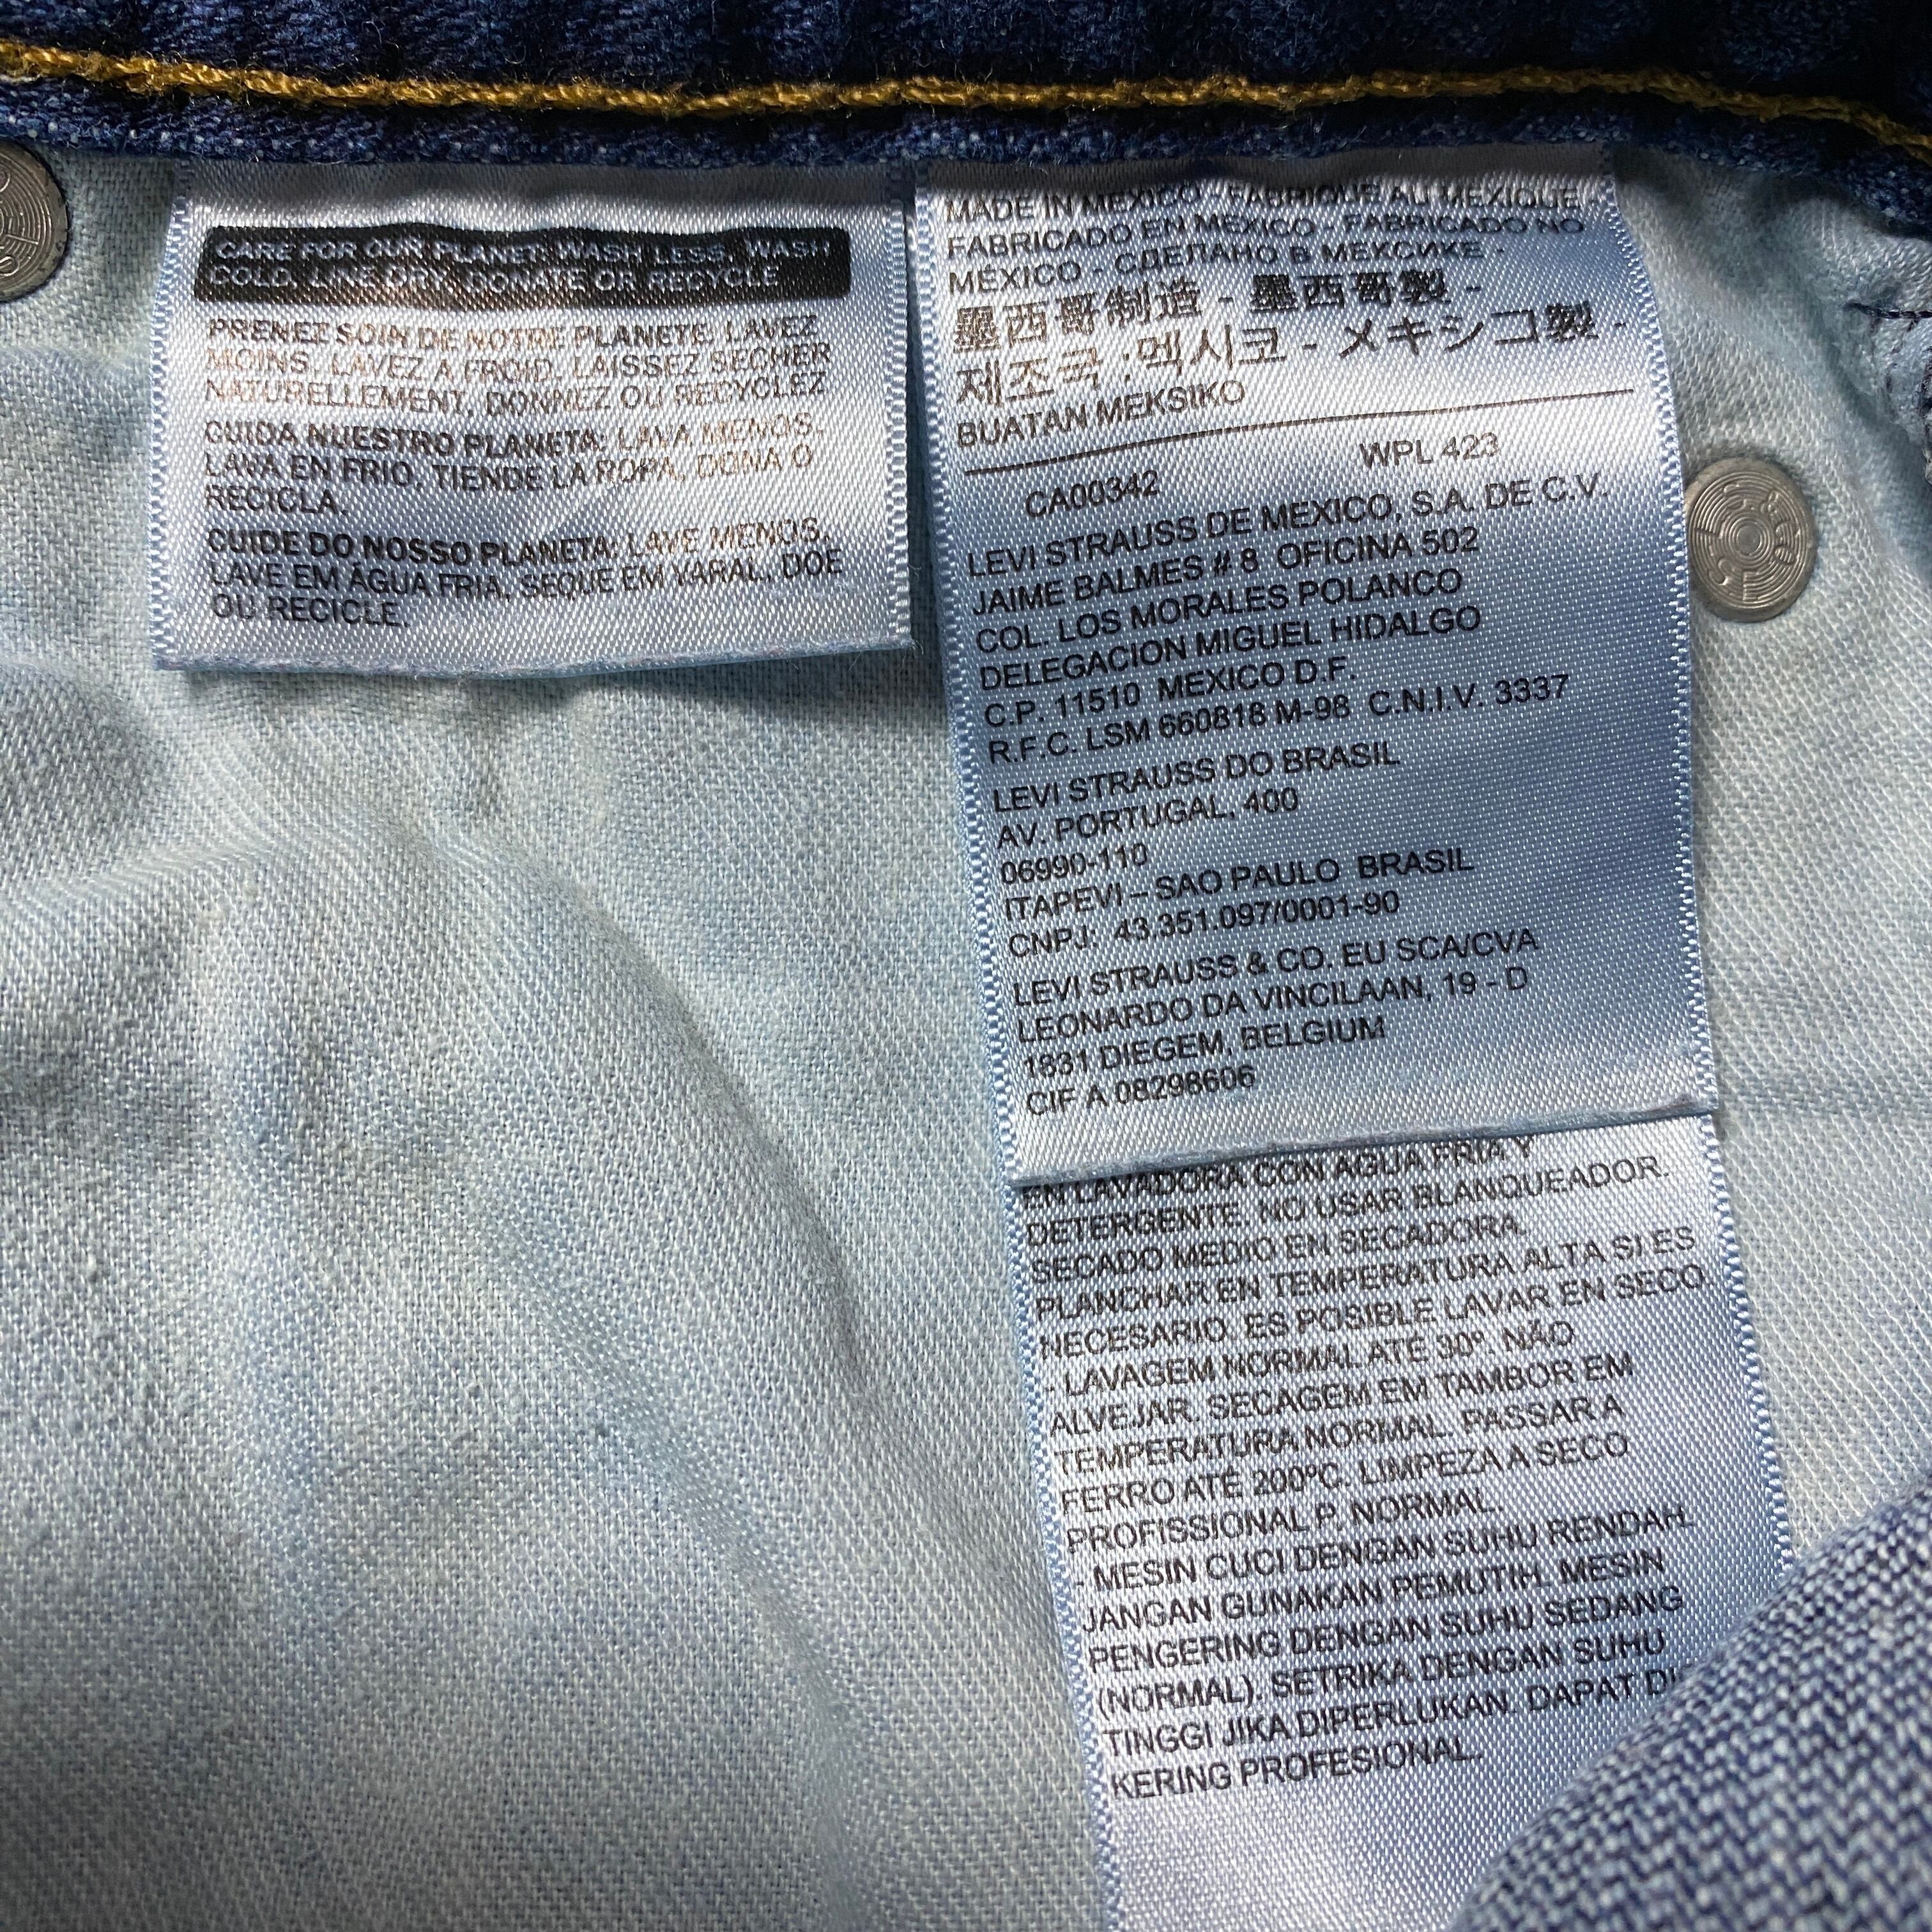 CARE FOR OUR PLANET: WASH LESS, WASH
COLD, LINE DRY, DONATE OR RECYCLE
PRENEZ SOIN DE NOTRE PLANETE: LAVEZ
MOINS, LAVEZ A FROID, LAISSEZ SECHER
NATURELLEMENT, DONNEZ OU RECYCLEZ
CUIDA NUESTRO PLANETA: LAVA MENOS,
LAVA EN FRIO, TIENDE LA ROPA, DONA O
RECICLA.
CUIDE DO NOSSO PLANETA: LAVE MENOS,
LAVE EM ÁGUA FRIA, SEQUE EM VARAL, DOE
OU RECICLE.
MADE IN MEXICO - FABRIQUE AU MEXIQUE
FABRICADO EN MEXICO - FABRICADO NO
MÉXICO - СДЕЛАНО В МЕКСИКЕ -
墨西哥制造 - 墨西哥製 -
제조국 :멕시코 - メキシコ製 -
BUATAN MEKSIKO
CA00342 WPL 423
LEVI STRAUSS DE MEXICO, S.A. DE C.V.
JAIME BALMES # 8 OFICINA 502
COL. LOS MORALES POLANCO
DELEGACION MIGUEL HIDALGO
C.P. 11510 MEXICO D.F.
R.F.C. LSM 660818 M-98 C.N.I.V. 3337
LEVI STRAUSS DO BRASIL
AV. PORTUGAL, 400
06990-110
ITAPEVI – SAO PAULO BRASIL
CNPJ: 43.351.097/0001-90
LEVI STRAUSS & CO. EU SCA/CVA
LEONARDO DA VINCILAAN, 19 - D
1831 DIEGEM, BELGIUM
CIF A 08298606
EN LAVADORA CON AGUA FRIA Y
DETERGENTE. NO USAR BLANQUEADOR.
SECADO MEDIO EN SECADORA.
PLANCHAR EN TEMPERATURA ALTA SI ES
NECESARIO. ES POSIBLE LAVAR EN SECO.
- LAVAGEM NORMAL ATÉ 30º. NÃO
ALVEJAR. SECAGEM EM TAMBOR EM
TEMPERATURA NORMAL. PASSAR A
FERRO ATÉ 200ºC. LIMPEZA A SECO
PROFISSIONAL P. NORMAL.
- MESIN CUCI DENGAN SUHU RENDAH.
JANGAN GUNAKAN PEMUTIH. MESIN
PENGERING DENGAN SUHU SEDANG
(NORMAL). SETRIKA DENGAN SUHU
TINGGI JIKA DIPERLUKAN. DAPAT DI-
KERING PROFESIONAL.